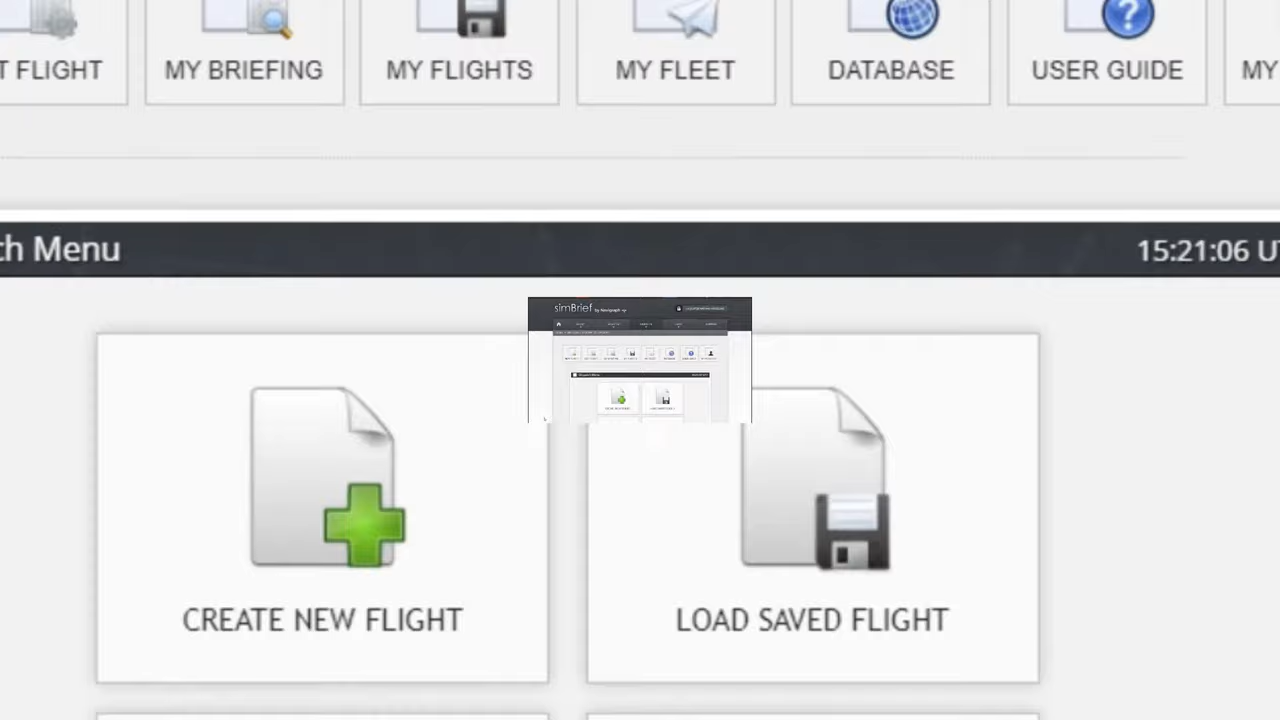 T FLIGHT
MY BRIEFING
MY FLIGHTS
MY FLEET
DATABASE
USER GUIDE
MY
ch Menu
15:21:06 U
simBrief
CREATE NEW FLIGHT
LOAD SAVED FLIGHT